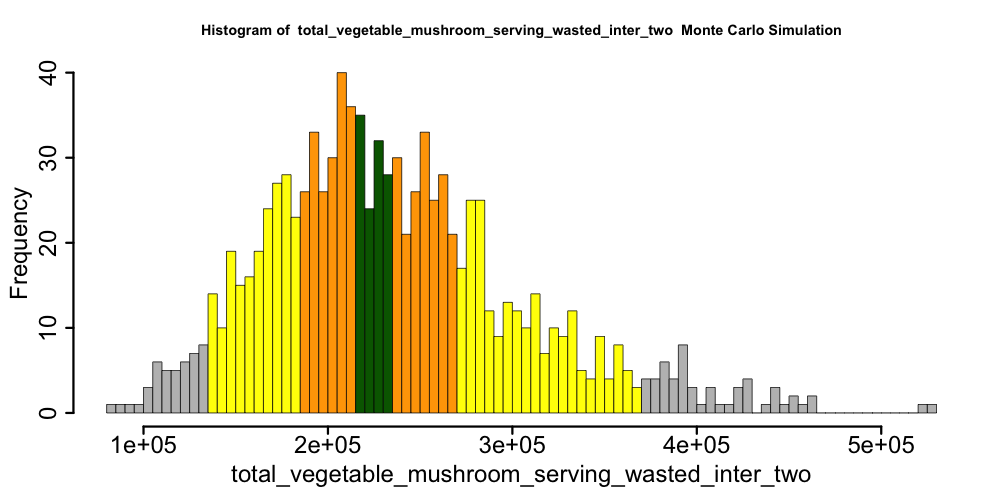 Histogram of  total_vegetable_mushroom_serving_wasted_inter_two  Monte Carlo Simulation
Frequency
40
30
20
10
0
1e+05 2e+05 3e+05 4e+05 5e+05
total_vegetable_mushroom_serving_wasted_inter_two